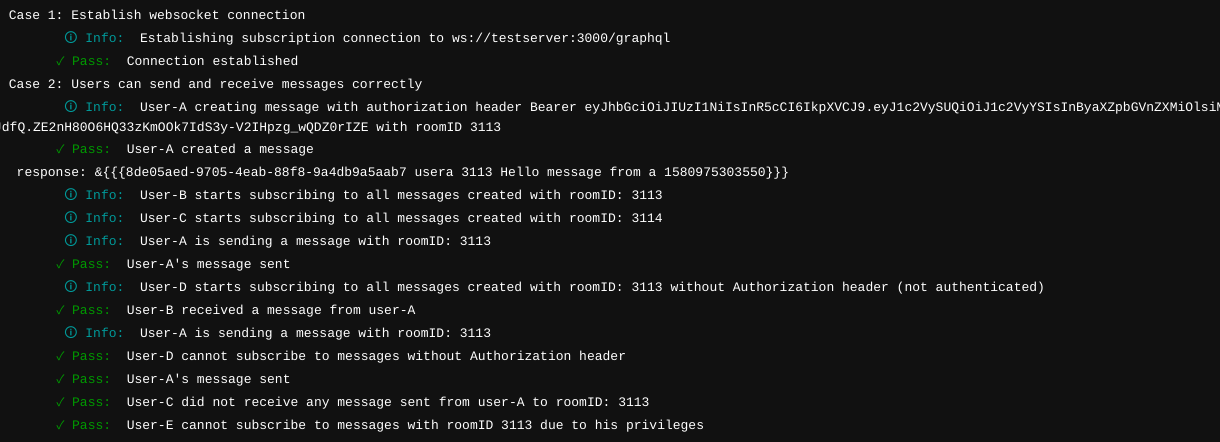 Case 1: Establish websocket connection
ⓘ Info: Establishing subscription connection to ws://testserver:3000/graphql
✓ Pass: Connection established
Case 2: Users can send and receive messages correctly
ⓘ Info: User-A creating message with authorization header Bearer eyJhbGciOiJIUzI1NiIsInR5cCI6IkpXVCJ9.eyJ1c2VySUQiOiJ1c2VyYSIsInByaXZpbGVnZXMiOlsiM
JdfQ.ZE2nH80O6HQ33zKmOOk7IdS3y-V2IHpzg_wQDZ0rIZE with roomID 3113
✓ Pass: User-A created a message
response: &{{{8de05aed-9705-4eab-88f8-9a4db9a5aab7 usera 3113 Hello message from a 1580975303550}}}
ⓘ Info: User-B starts subscribing to all messages created with roomID: 3113
ⓘ Info: User-C starts subscribing to all messages created with roomID: 3114
ⓘ Info: User-A is sending a message with roomID: 3113
✓ Pass: User-A's message sent
ⓘ Info: User-D starts subscribing to all messages created with roomID: 3113 without Authorization header (not authenticated)
✓ Pass: User-B received a message from user-A
ⓘ Info: User-A is sending a message with roomID: 3113
✓ Pass: User-D cannot subscribe to messages without Authorization header
✓ Pass: User-A's message sent
✓ Pass: User-C did not receive any message sent from user-A to roomID: 3113
✓ Pass: User-E cannot subscribe to messages with roomID 3113 due to his privileges